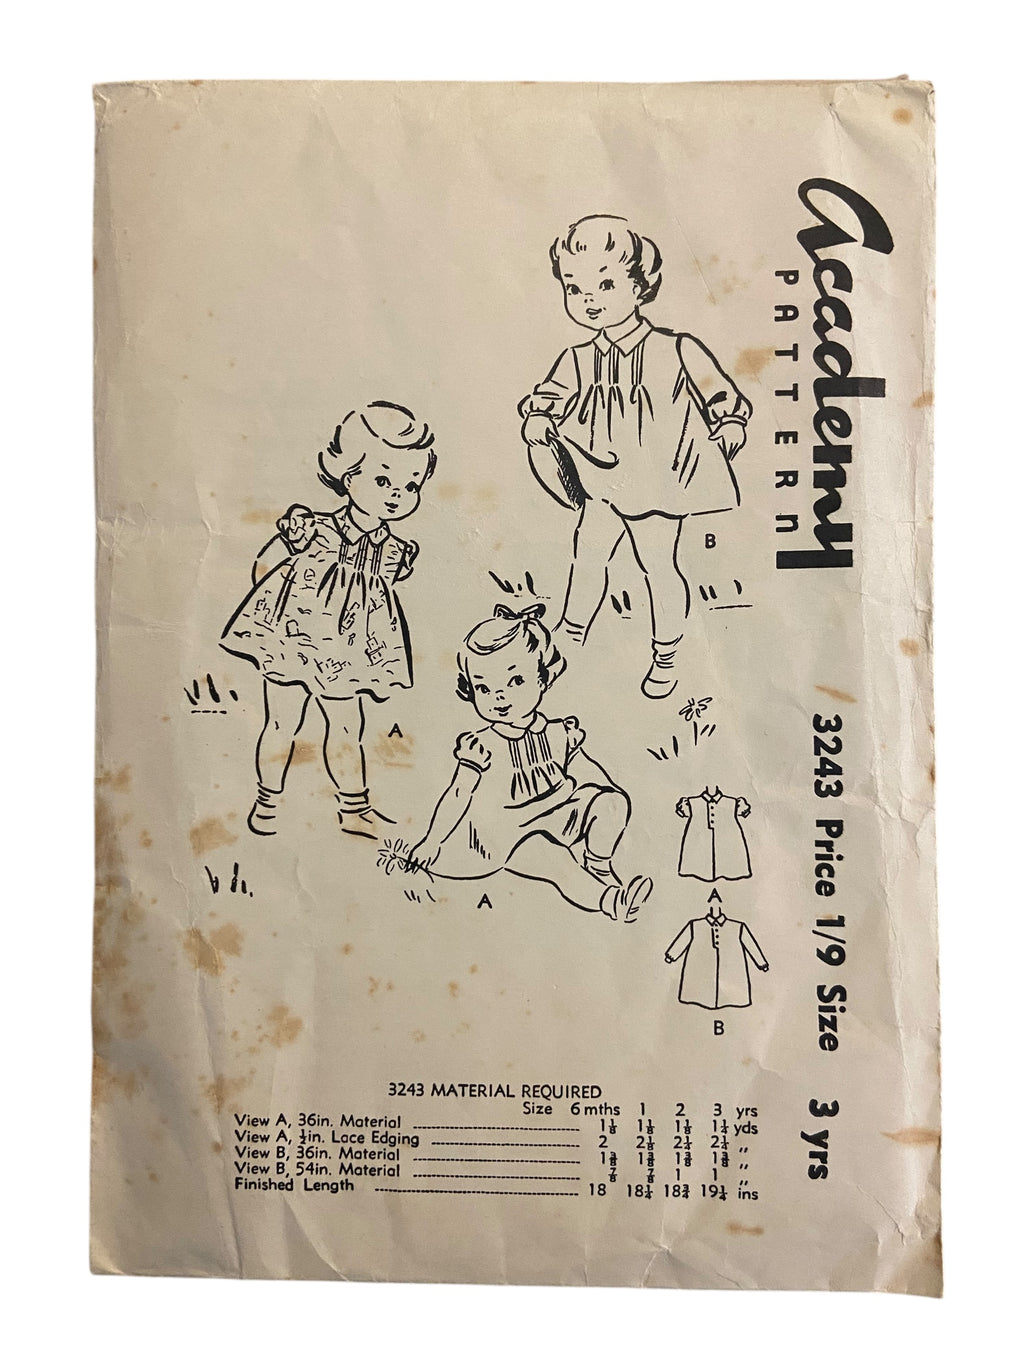 academy
PATTERN
3243 Price 1/9 Size 3 yrs
B
A
A
A
B
3243 MATERIAL REQUIRED
Size 6 mths 1 2 3 yrs
View A, 36in. Material 1⅛ 1⅛ 1⅛ 1¼ yds
View A, ½in. Lace Edging 2 2⅛ 2¼ 2¼ "
View B, 36in. Material 1⅜ 1⅜ 1⅜ 1⅜ "
View B, 54in. Material ⅞ ⅞ 1 1 "
Finished Length 18 18¼ 18¾ 19¼ ins